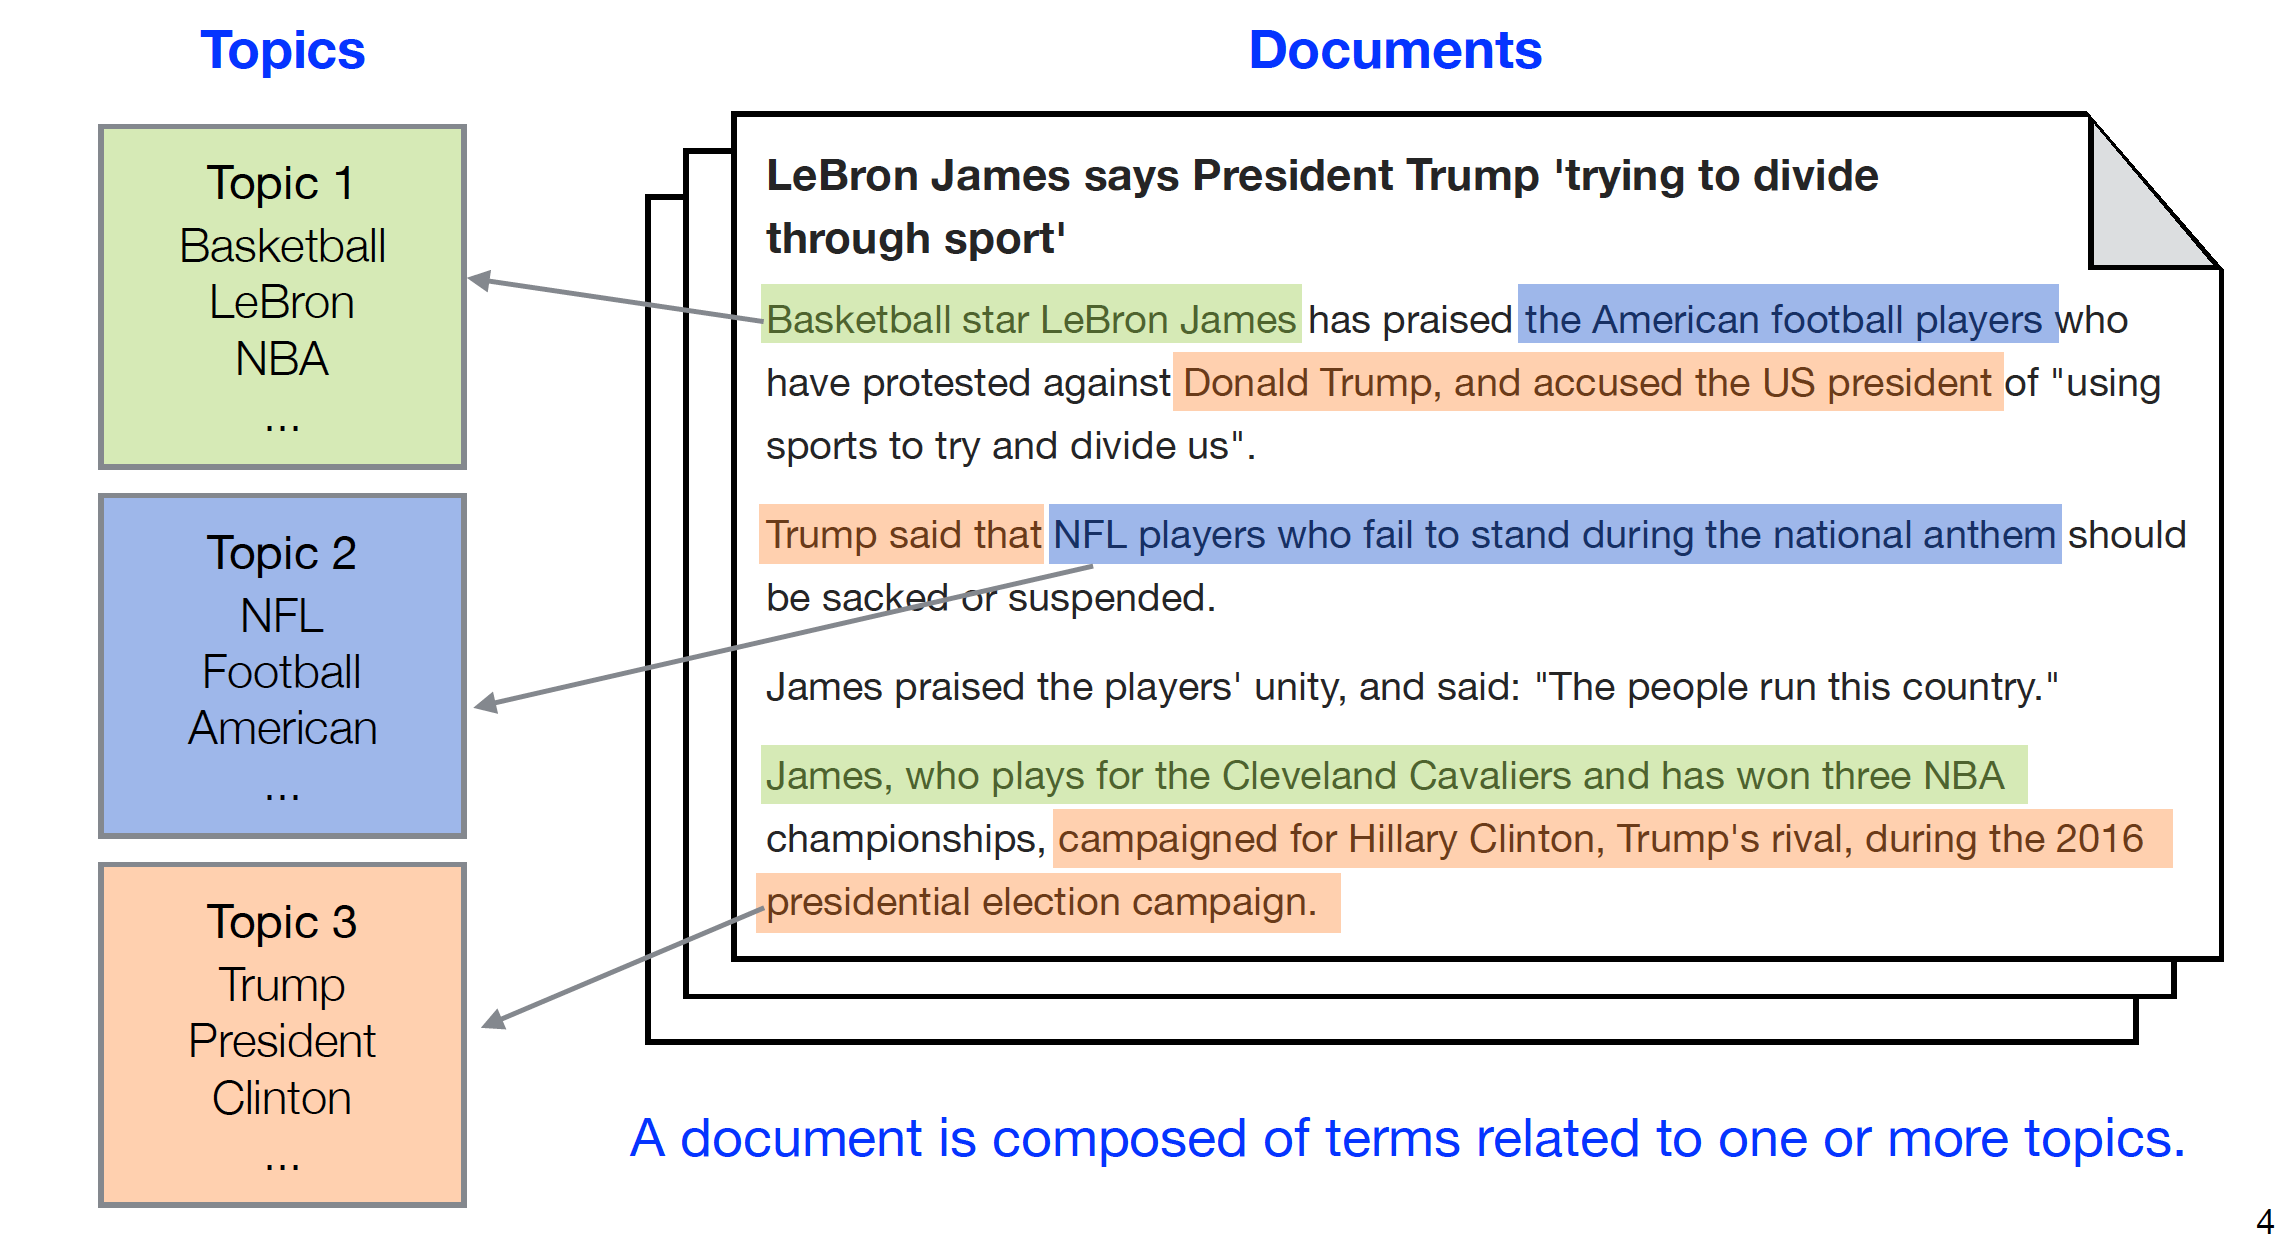 Topics
Documents
Topic 1
Basketball
LeBron
NBA
...
Topic 2
NFL
Football
American
...
Topic 3
Trump
President
Clinton
...
LeBron James says President Trump 'trying to divide
through sport'
Basketball star LeBron James has praised the American football players who
have protested against Donald Trump, and accused the US president of "using
sports to try and divide us".
Trump said that NFL players who fail to stand during the national anthem should
be sacked or suspended.
James praised the players' unity, and said: "The people run this country."
James, who plays for the Cleveland Cavaliers and has won three NBA
championships, campaigned for Hillary Clinton, Trump's rival, during the 2016
presidential election campaign.
A document is composed of terms related to one or more topics.
4